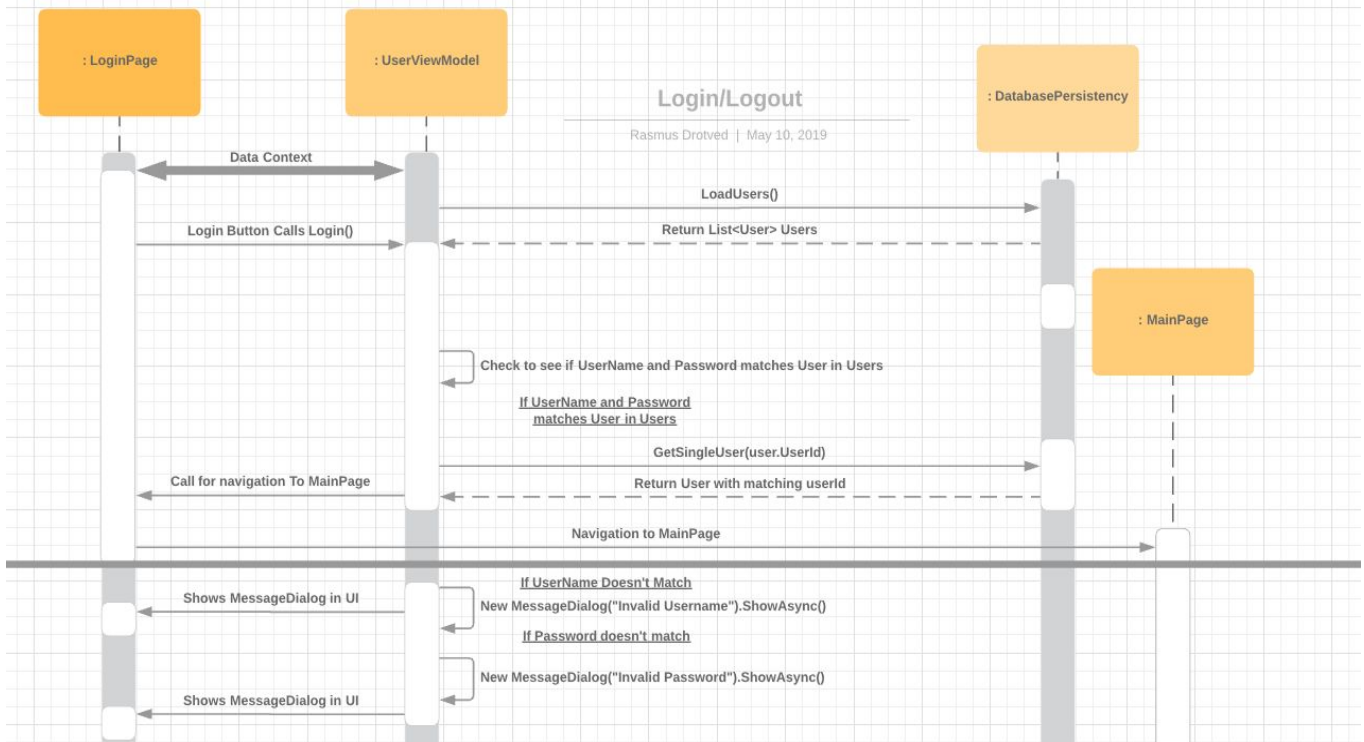 : LoginPage
: UserViewModel
Login/Logout
Rasmus Drotved | May 10, 2019
: DatabasePersistency
Data Context
LoadUsers()
Login Button Calls Login()
Return List<User> Users
: MainPage
Check to see if UserName and Password matches User in Users
If UserName and Password
matches User in Users
GetSingleUser(user.UserId)
Call for navigation To MainPage
Return User with matching userId
Navigation to MainPage
If UserName Doesn't Match
Shows MessageDialog in UI
New MessageDialog("Invalid Username").ShowAsync()
If Password doesn't match
New MessageDialog("Invalid Password").ShowAsync()
Shows MessageDialog in UI